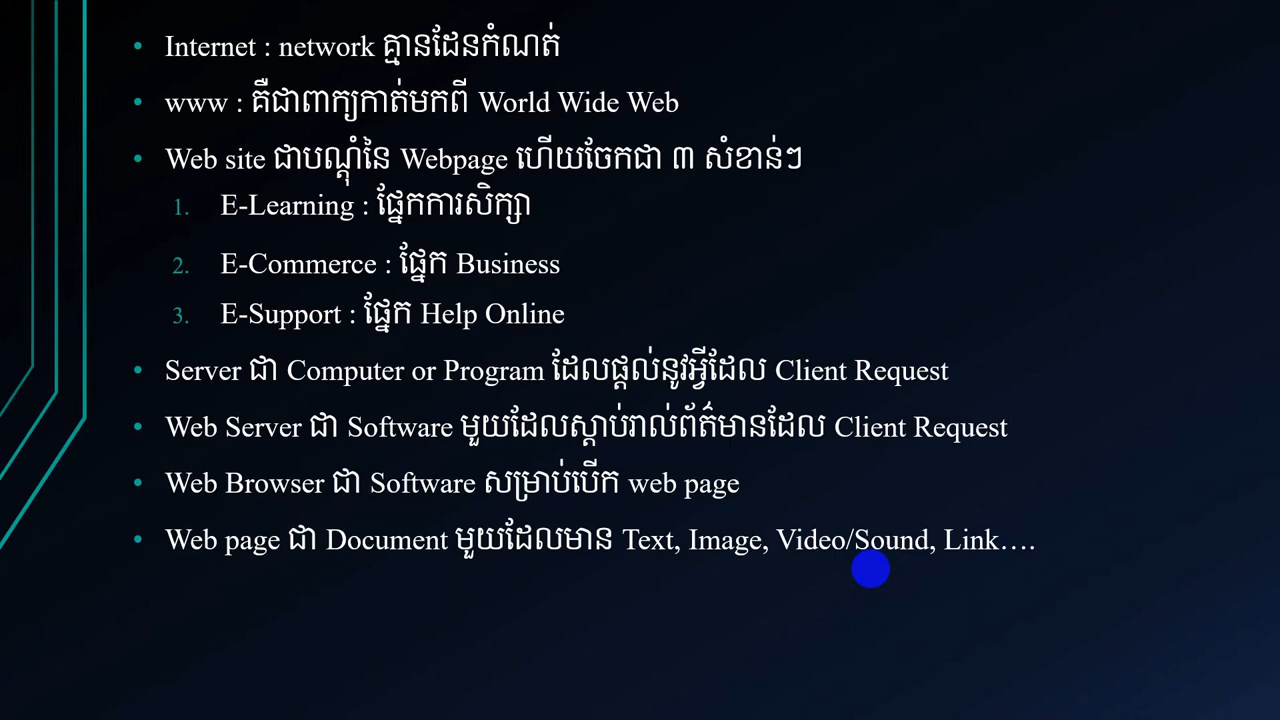 • Internet : network គ្មានដែនកំណត់
• www : គឺជាពាក្យកាត់មកពី World Wide Web
• Web site ជាបណ្ដុំនៃ Webpage ហើយចែកជា ៣ សំខាន់ៗ
1. E-Learning : ផ្នែកការសិក្សា
2. E-Commerce : ផ្នែក Business
3. E-Support : ផ្នែក Help Online
• Server ជា Computer or Program ដែលផ្ដល់នូវអ្វីដែល Client Request
• Web Server ជា Software មួយដែលស្ដាប់រាល់ព័ត៌មានដែល Client Request
• Web Browser ជា Software សម្រាប់បើក web page
• Web page ជា Document មួយដែលមាន Text, Image, Video/Sound, Link….